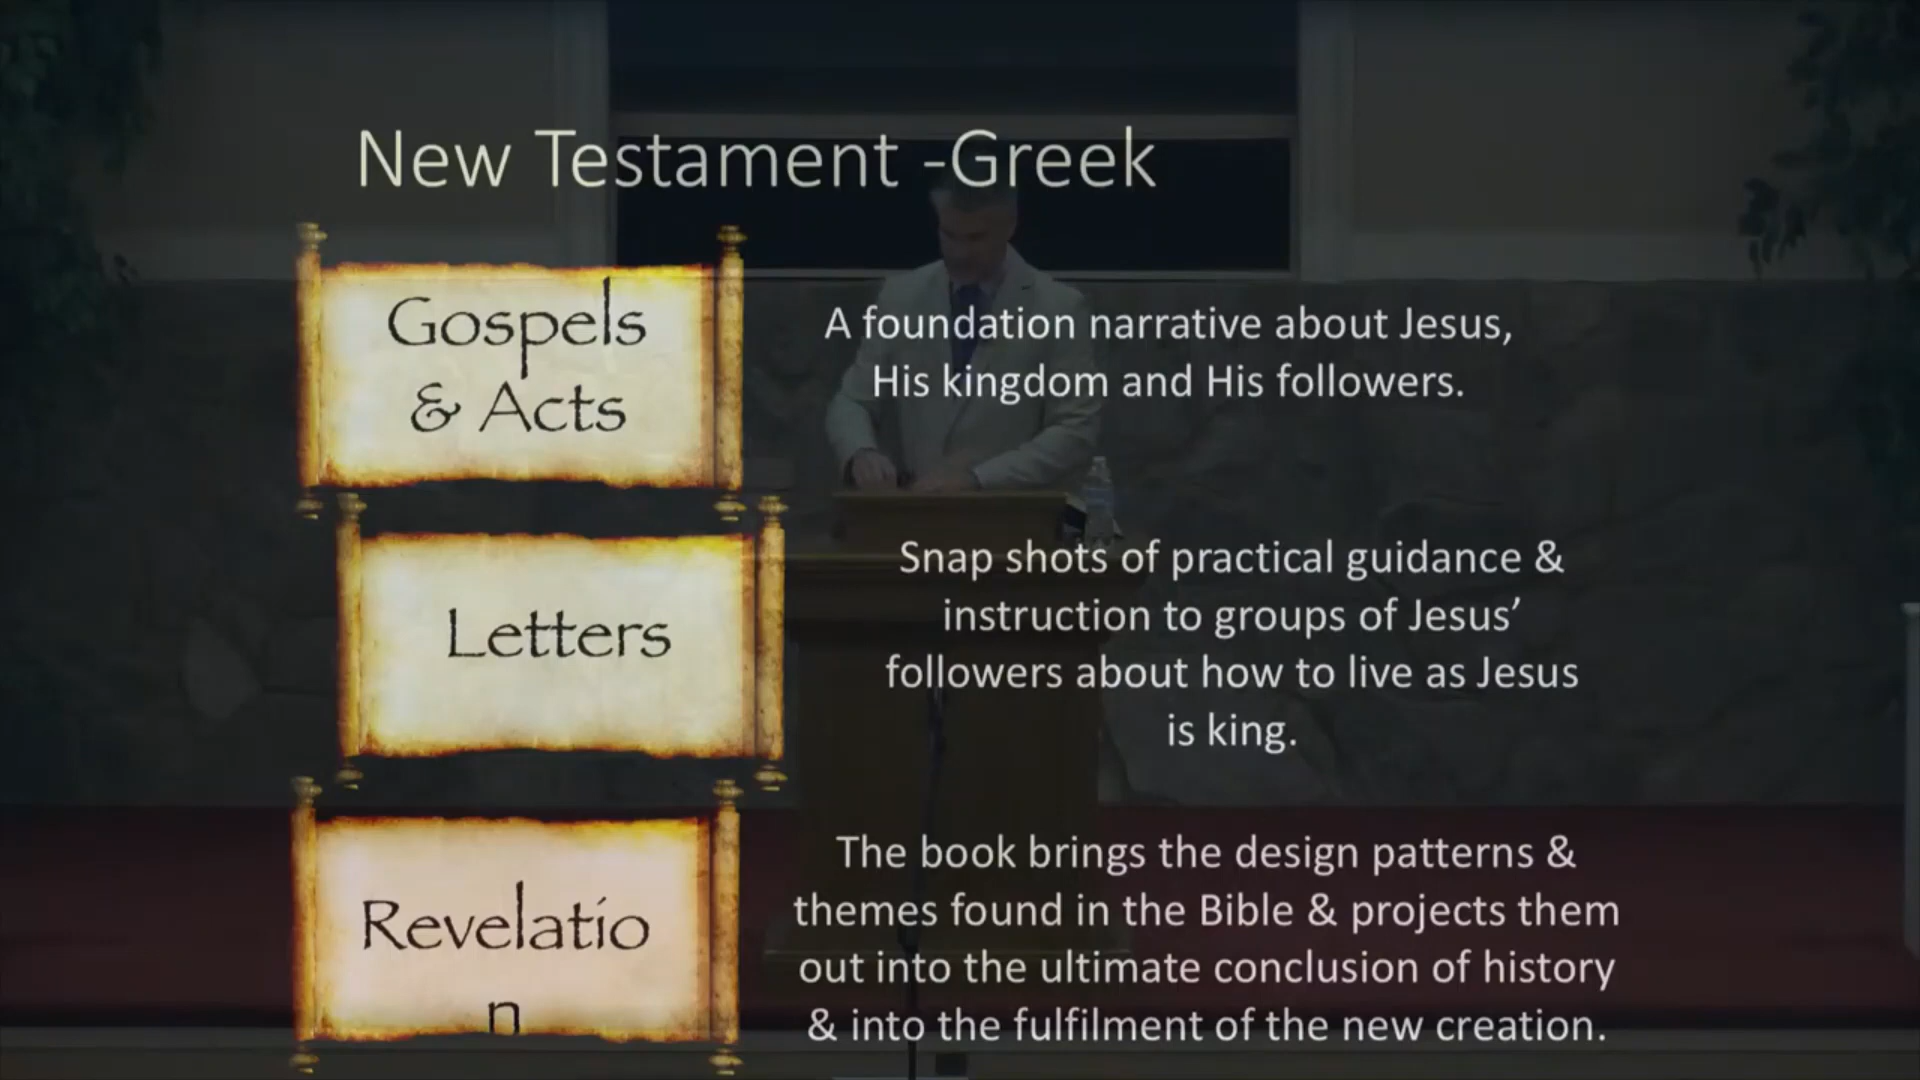 New Testament -Greek
Gospels
& Acts
A foundation narrative about Jesus,
His kingdom and His followers.
Letters
Snap shots of practical guidance &
instruction to groups of Jesus’
followers about how to live as Jesus
is king.
Revelatio
n
The book brings the design patterns &
themes found in the Bible & projects them
out into the ultimate conclusion of history
& into the fulfilment of the new creation.